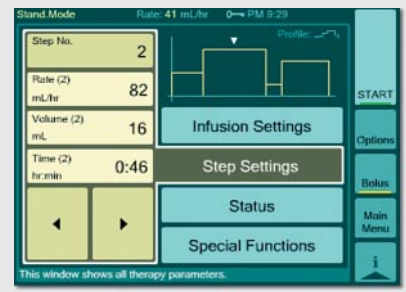 Stand.Mode Rate: 41 mL/hr PM 9:29
Step No. 2
Profile:
Rate (2) mL/hr 82
Volume (2) mL 16
Time (2) hr:min 0:46
Infusion Settings
Step Settings
Status
Special Functions
START
Options
Bolus
Main Menu
i
This window shows all therapy parameters.